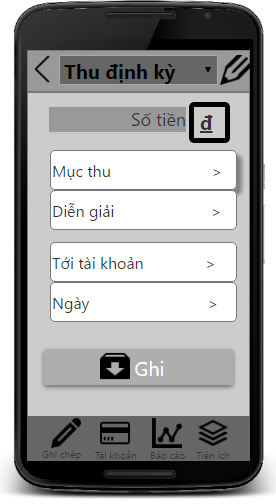 Thu định kỳ
Số tiền đ
Mục thu >
Diễn giải >
Tới tài khoản >
Ngày >
Ghi
Ghi chép Tài khoản Báo cáo Tiện ích